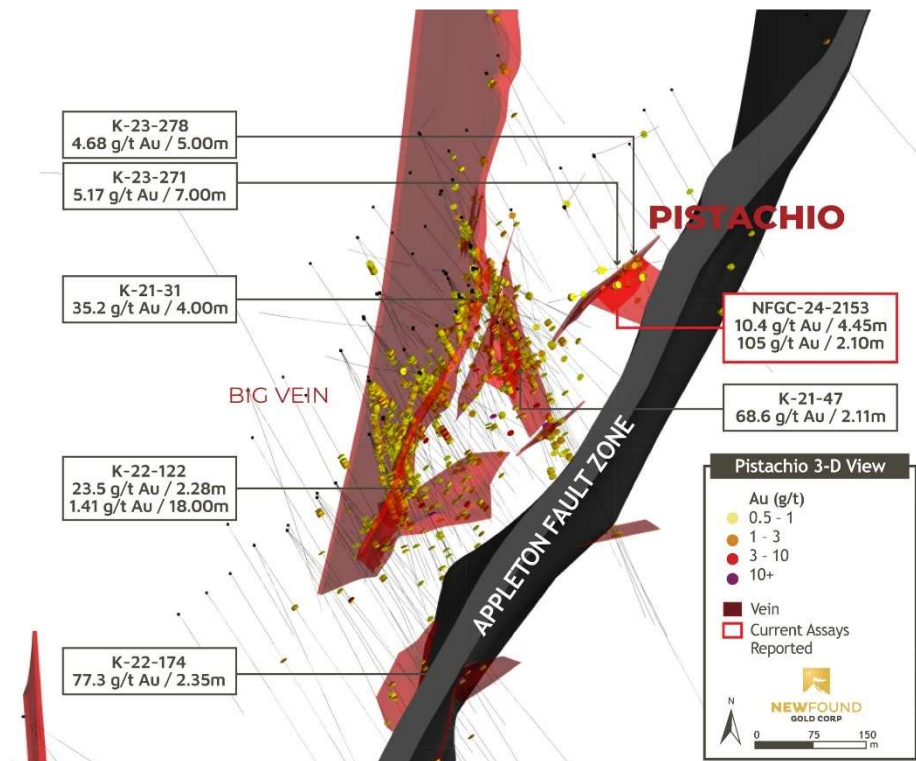 K-23-278
4.68 g/t Au / 5.00m
K-23-271
5.17 g/t Au / 7.00m
PISTACHIO
K-21-31
35.2 g/t Au / 4.00m
NFGC-24-2153
10.4 g/t Au / 4.45m
105 g/t Au / 2.10m
BIG VEIN
K-21-47
68.6 g/t Au / 2.11m
K-22-122
23.5 g/t Au / 2.28m
1.41 g/t Au / 18.00m
APPLETON FAULT ZONE
K-22-174
77.3 g/t Au / 2.35m
Pistachio 3-D View
Au (g/t)
0.5 - 1
1 - 3
3 - 10
10+
Vein
Current Assays
Reported
NEWFOUND
GOLD CORP
N
0 75 150
m